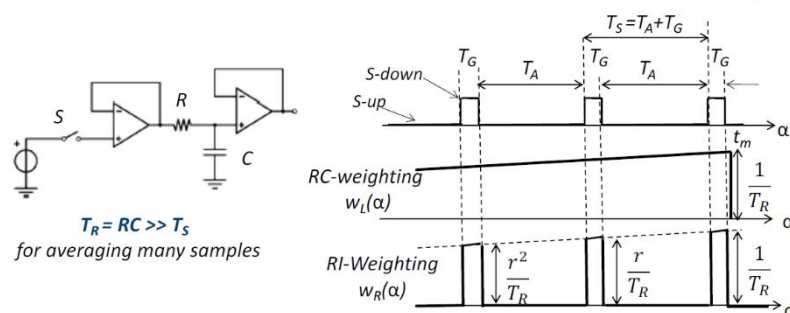 S
R
C
+
-
+
-
+
T_R = RC >> T_S
for averaging many samples
T_S=T_A+T_G
T_G
T_A
T_G
T_A
T_G
S-down
S-up
α
t_m
RC-weighting
w_L(α)
1/T_R
α
RI-Weighting
w_R(α)
r²/T_R
r/T_R
1/T_R
α